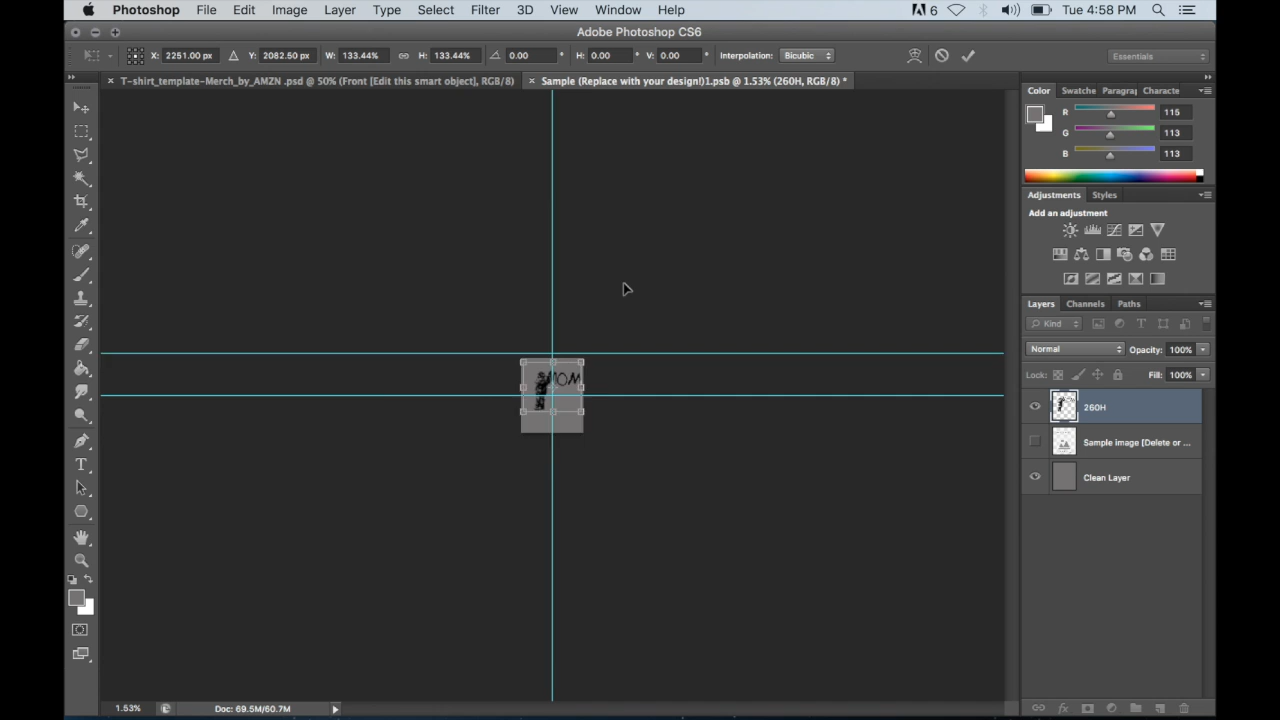 Photoshop File Edit Image Layer Type Select Filter 3D View Window Help 6 Tue 4:58 PM
Adobe Photoshop CS6
X: 2251.00 px Y: 2082.50 px W: 133.44% H: 133.44% 0.00 ° H: 0.00 ° V: 0.00 ° Interpolation: Bicubic Essentials
T-shirt_template-Merch_by_AMZN .psd @ 50% (Front [Edit this smart object], RGB/8) Sample (Replace with your design!)1.psb @ 1.53% (260H, RGB/8) *
Color Swatche Paragra Characte
R 115
G 113
B 113
Adjustments Styles
Add an adjustment
Layers Channels Paths
Kind
Normal Opacity: 100%
Lock: Fill: 100%
MOM
260H
Sample image [Delete or ...
Clean Layer
1.53% Doc: 69.5M/60.7M